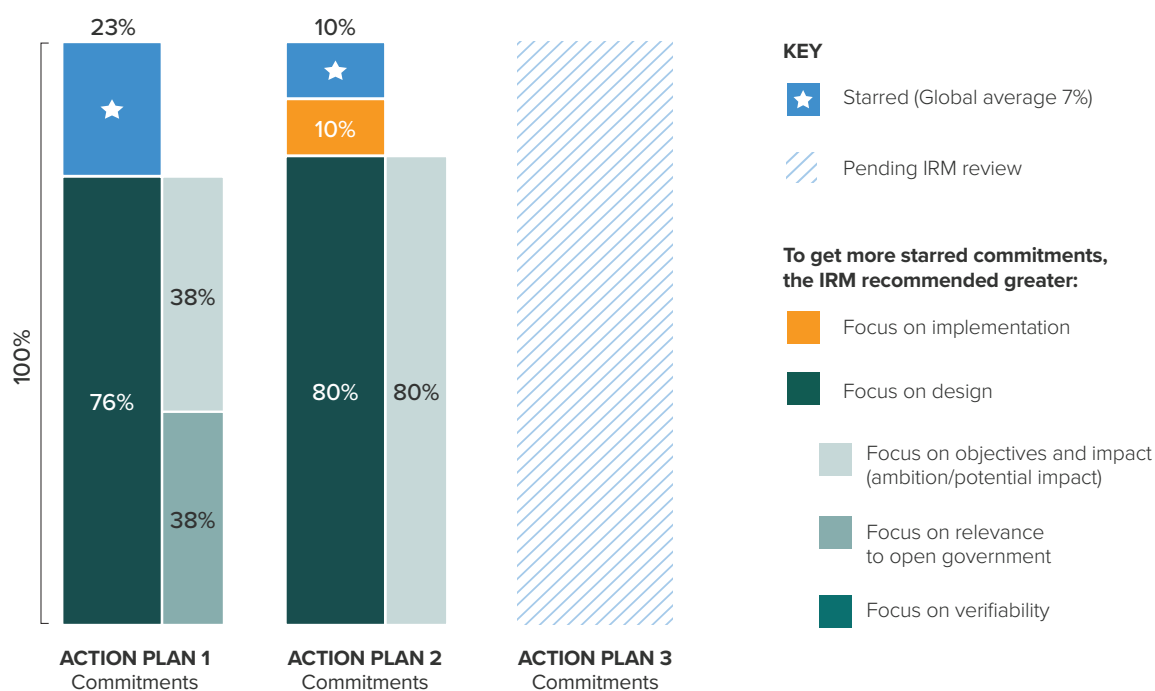 23%
10%
10%
38%
76%
80%
80%
38%
100%
ACTION PLAN 1
Commitments
ACTION PLAN 2
Commitments
ACTION PLAN 3
Commitments
KEY
Starred (Global average 7%)
Pending IRM review
To get more starred commitments,
the IRM recommended greater:
Focus on implementation
Focus on design
Focus on objectives and impact
(ambition/potential impact)
Focus on relevance
to open government
Focus on verifiability